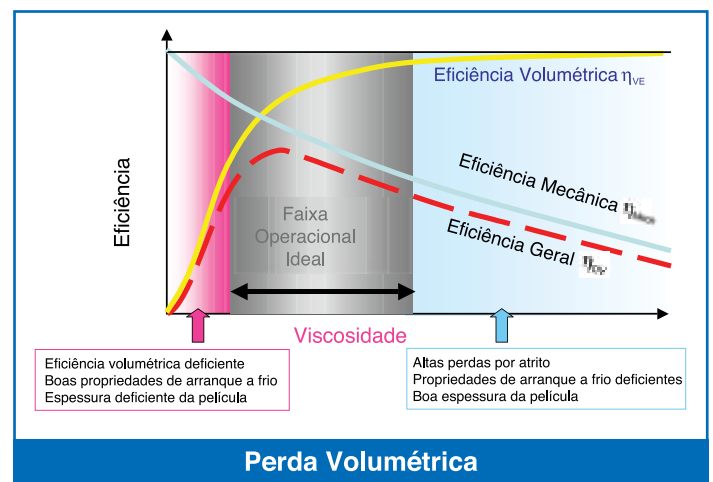 Eficiência Volumétrica ηVE
Eficiência Mecânica
Eficiência Geral
Eficiência
Faixa
Operacional
Ideal
Viscosidade
Eficiência volumétrica deficiente
Boas propriedades de arranque a frio
Espessura deficiente da película
Altas perdas por atrito
Propriedades de arranque a frio deficientes
Boa espessura da película
Perda Volumétrica